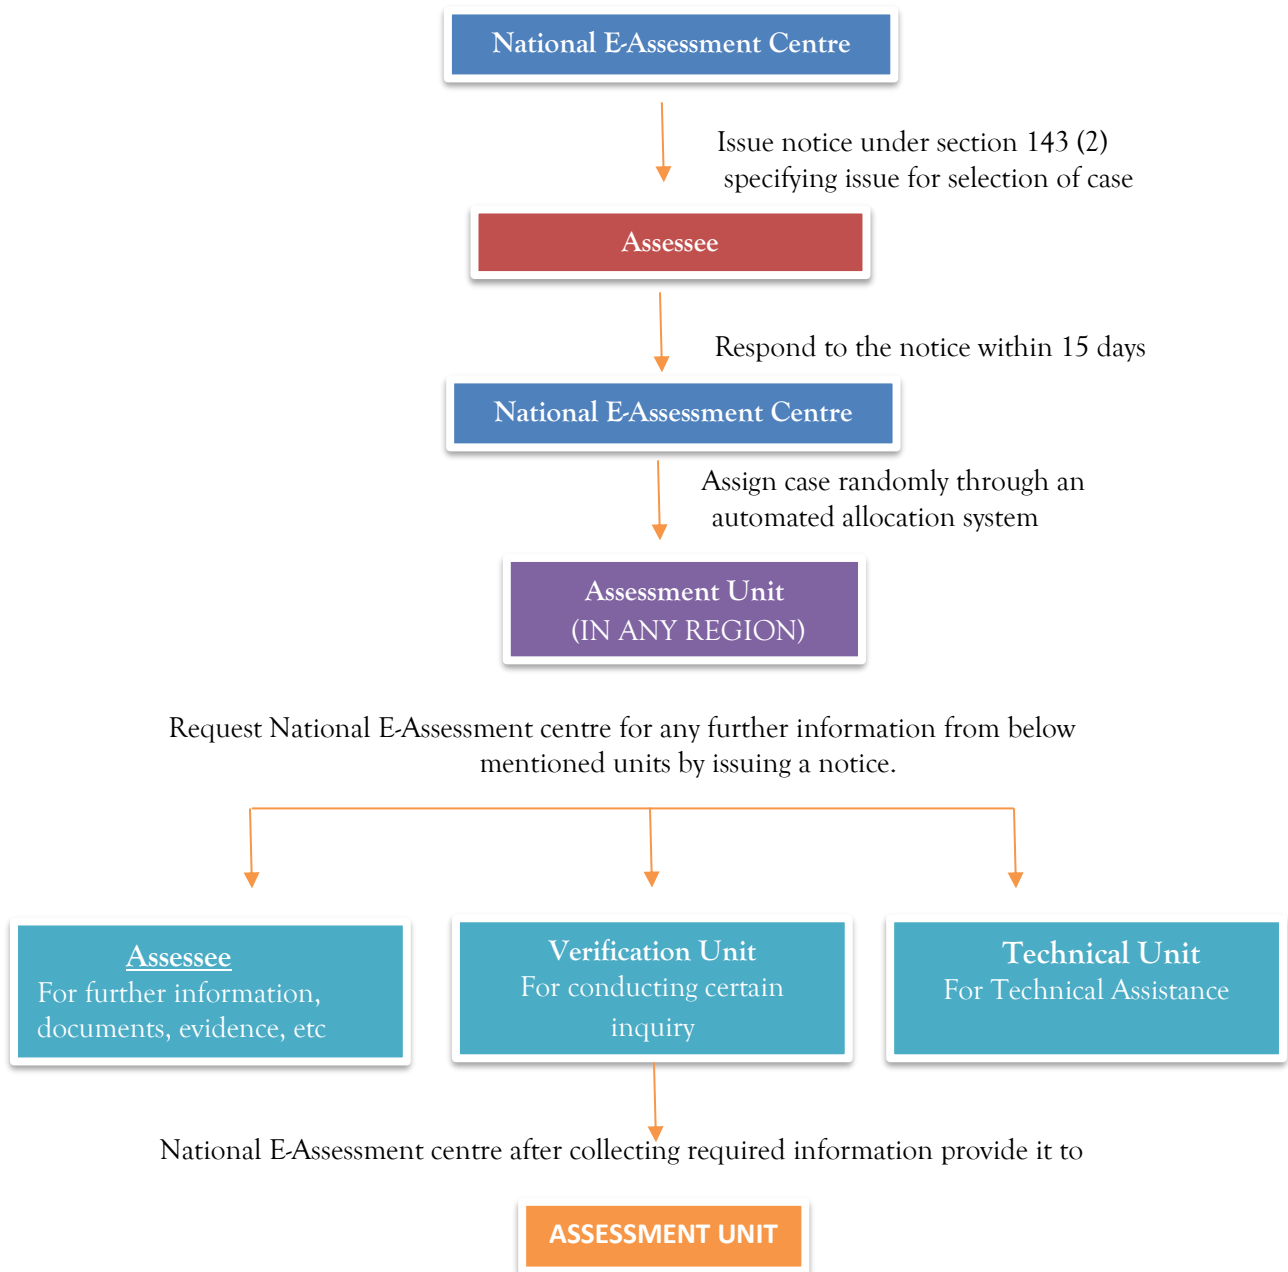 National E-Assessment Centre
Issue notice under section 143 (2)
specifying issue for selection of case
Assessee
Respond to the notice within 15 days
National E-Assessment Centre
Assign case randomly through an
automated allocation system
Assessment Unit
(IN ANY REGION)
Request National E-Assessment centre for any further information from below
mentioned units by issuing a notice.
Assessee
For further information,
documents, evidence, etc
Verification Unit
For conducting certain
inquiry
Technical Unit
For Technical Assistance
National E-Assessment centre after collecting required information provide it to
ASSESSMENT UNIT